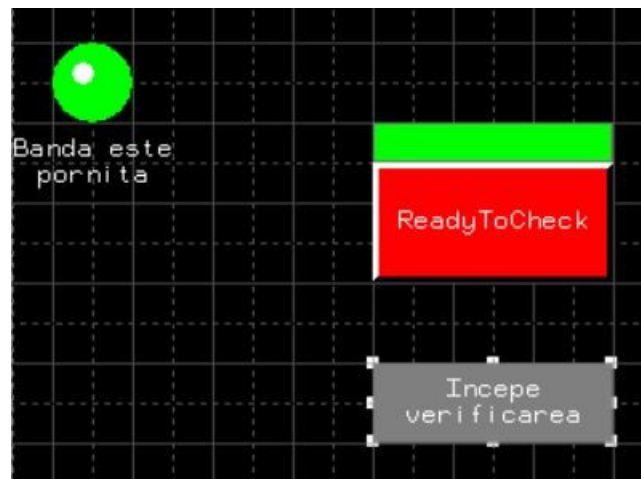 Banda este
pornita
ReadyToCheck
Incepe
verificarea